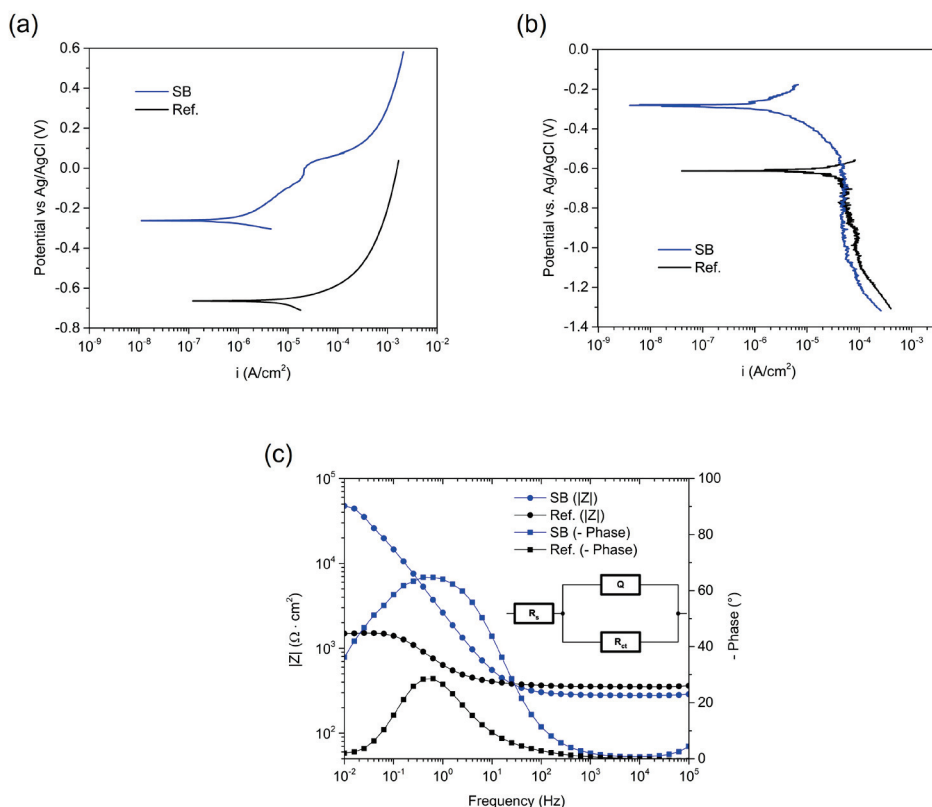 (a)
0.6
0.4
0.2
0.0
-0.2
-0.4
-0.6
-0.8
Potential vs Ag/AgCl (V)
SB
Ref.
10⁻⁹ 10⁻⁸ 10⁻⁷ 10⁻⁶ 10⁻⁵ 10⁻⁴ 10⁻³ 10⁻²
i (A/cm²)
(b)
0.0
-0.2
-0.4
-0.6
-0.8
-1.0
-1.2
-1.4
Potential vs. Ag/AgCl (V)
SB
Ref.
10⁻⁹ 10⁻⁸ 10⁻⁷ 10⁻⁶ 10⁻⁵ 10⁻⁴ 10⁻³
i (A/cm²)
(c)
10⁵
10⁴
10³
10²
|Z| (Ω · cm²)
SB (|Z|)
Ref. (|Z|)
SB (- Phase)
Ref. (- Phase)
Rs
Q
Rct
100
80
60
40
20
0
- Phase (°)
10⁻² 10⁻¹ 10⁰ 10¹ 10² 10³ 10⁴ 10⁵
Frequency (Hz)